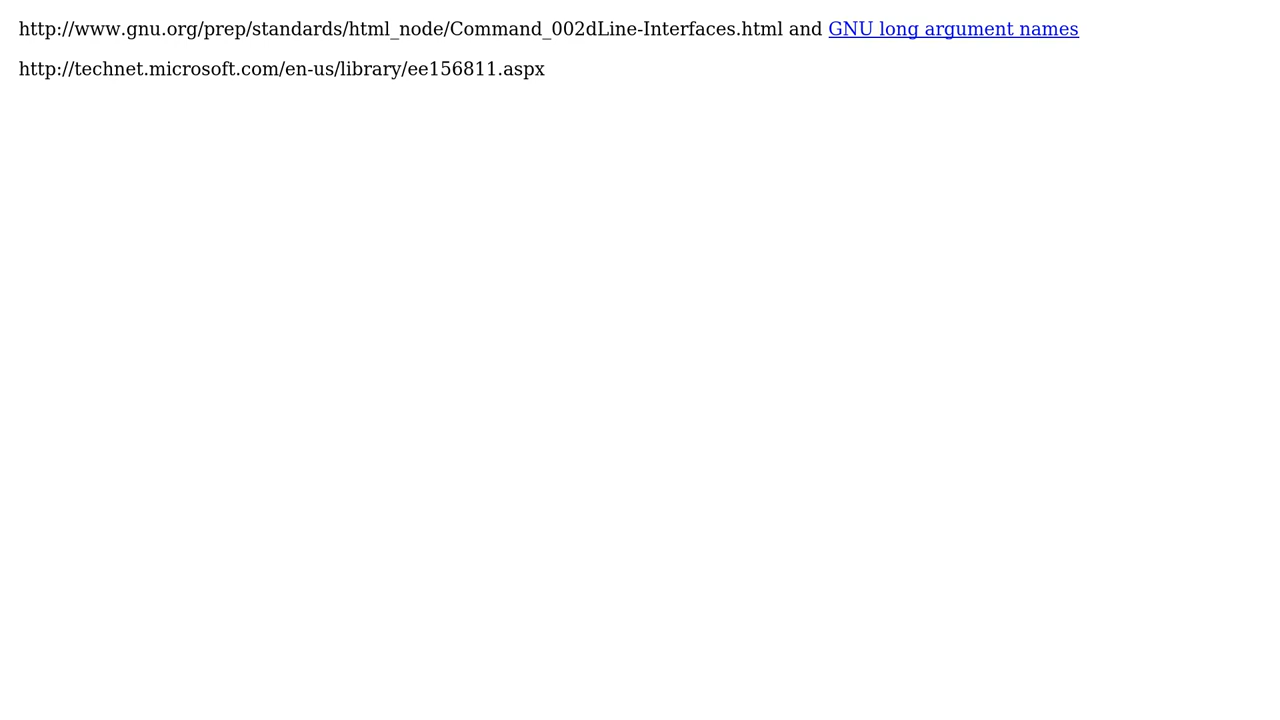 http://www.gnu.org/prep/standards/html_node/Command_002dLine-Interfaces.html and GNU long argument names
http://technet.microsoft.com/en-us/library/ee156811.aspx